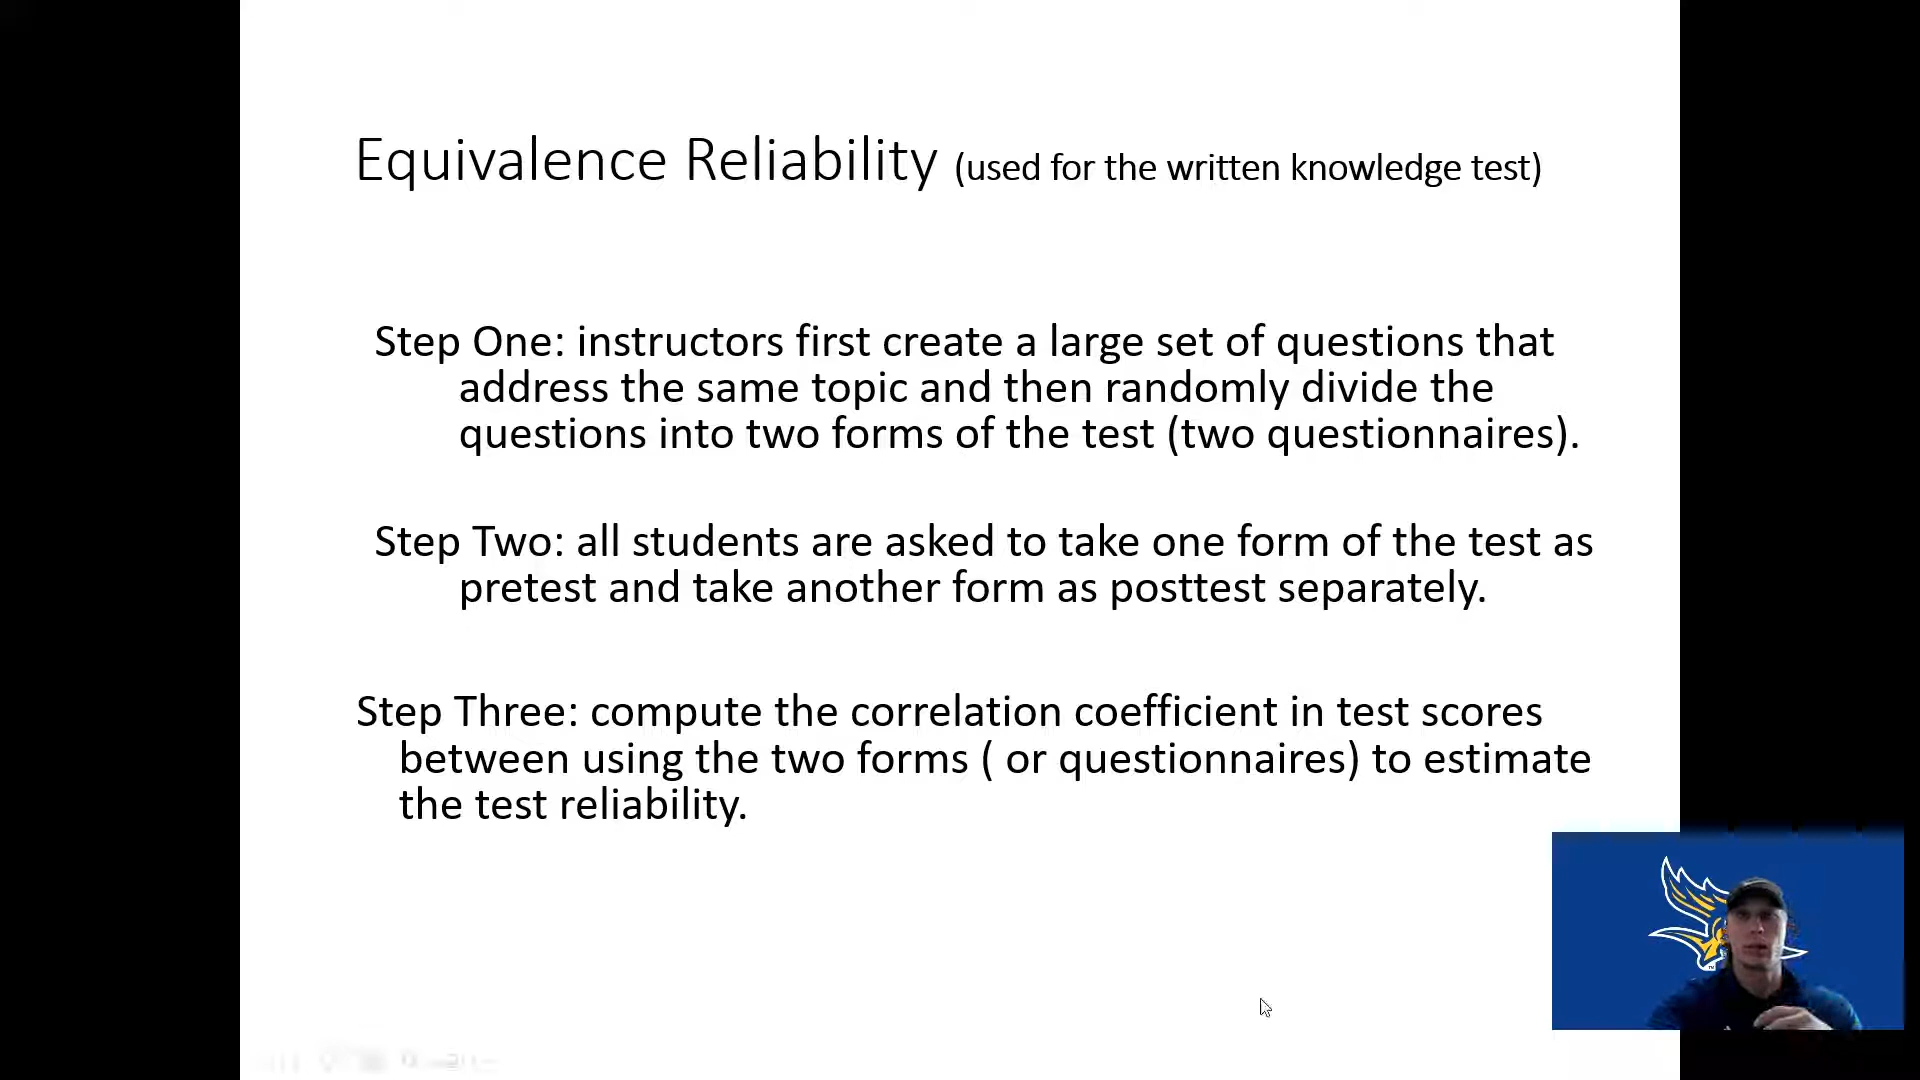 Equivalence Reliability (used for the written knowledge test)
Step One: instructors first create a large set of questions that
address the same topic and then randomly divide the
questions into two forms of the test (two questionnaires).
Step Two: all students are asked to take one form of the test as
pretest and take another form as posttest separately.
Step Three: compute the correlation coefficient in test scores
between using the two forms ( or questionnaires) to estimate
the test reliability.